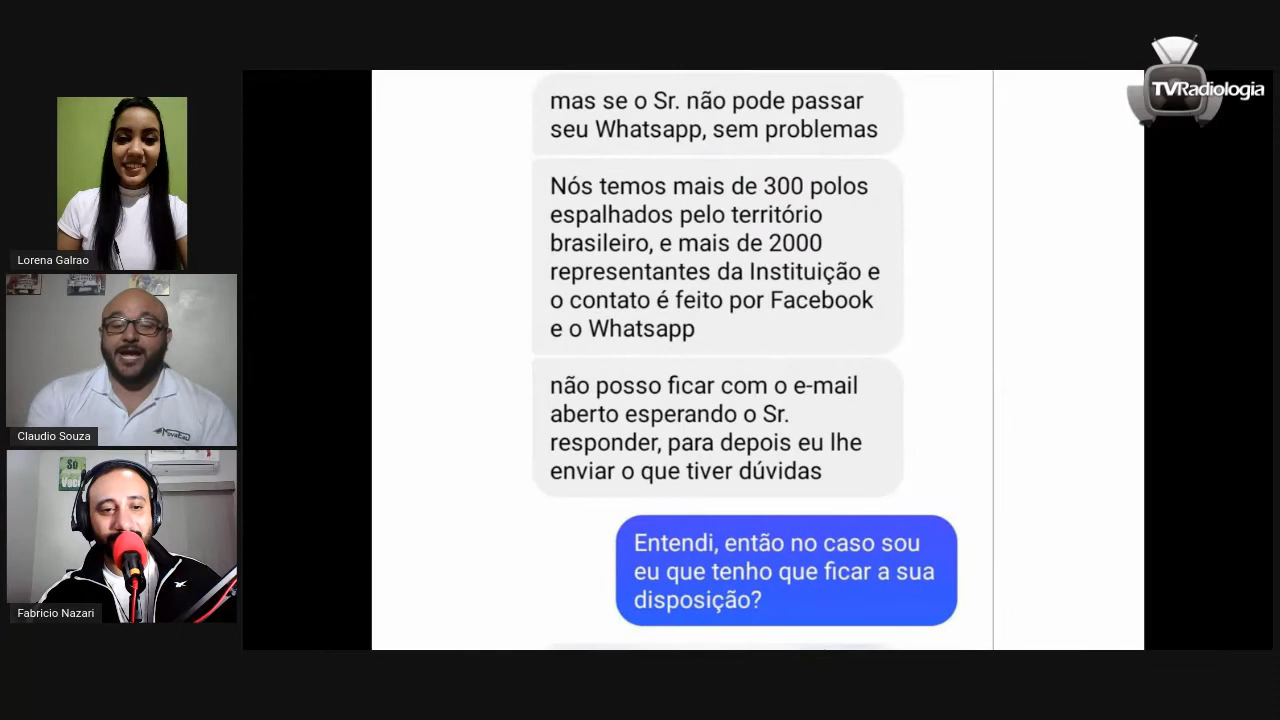 TVRadiologia
Lorena Galrao
Claudio Souza
NovaRad
Só
Você
Fabricio Nazari
mas se o Sr. não pode passar
seu Whatsapp, sem problemas
Nós temos mais de 300 polos
espalhados pelo território
brasileiro, e mais de 2000
representantes da Instituição e
o contato é feito por Facebook
e o Whatsapp
não posso ficar com o e-mail
aberto esperando o Sr.
responder, para depois eu lhe
enviar o que tiver dúvidas
Entendi, então no caso sou
eu que tenho que ficar a sua
disposição?